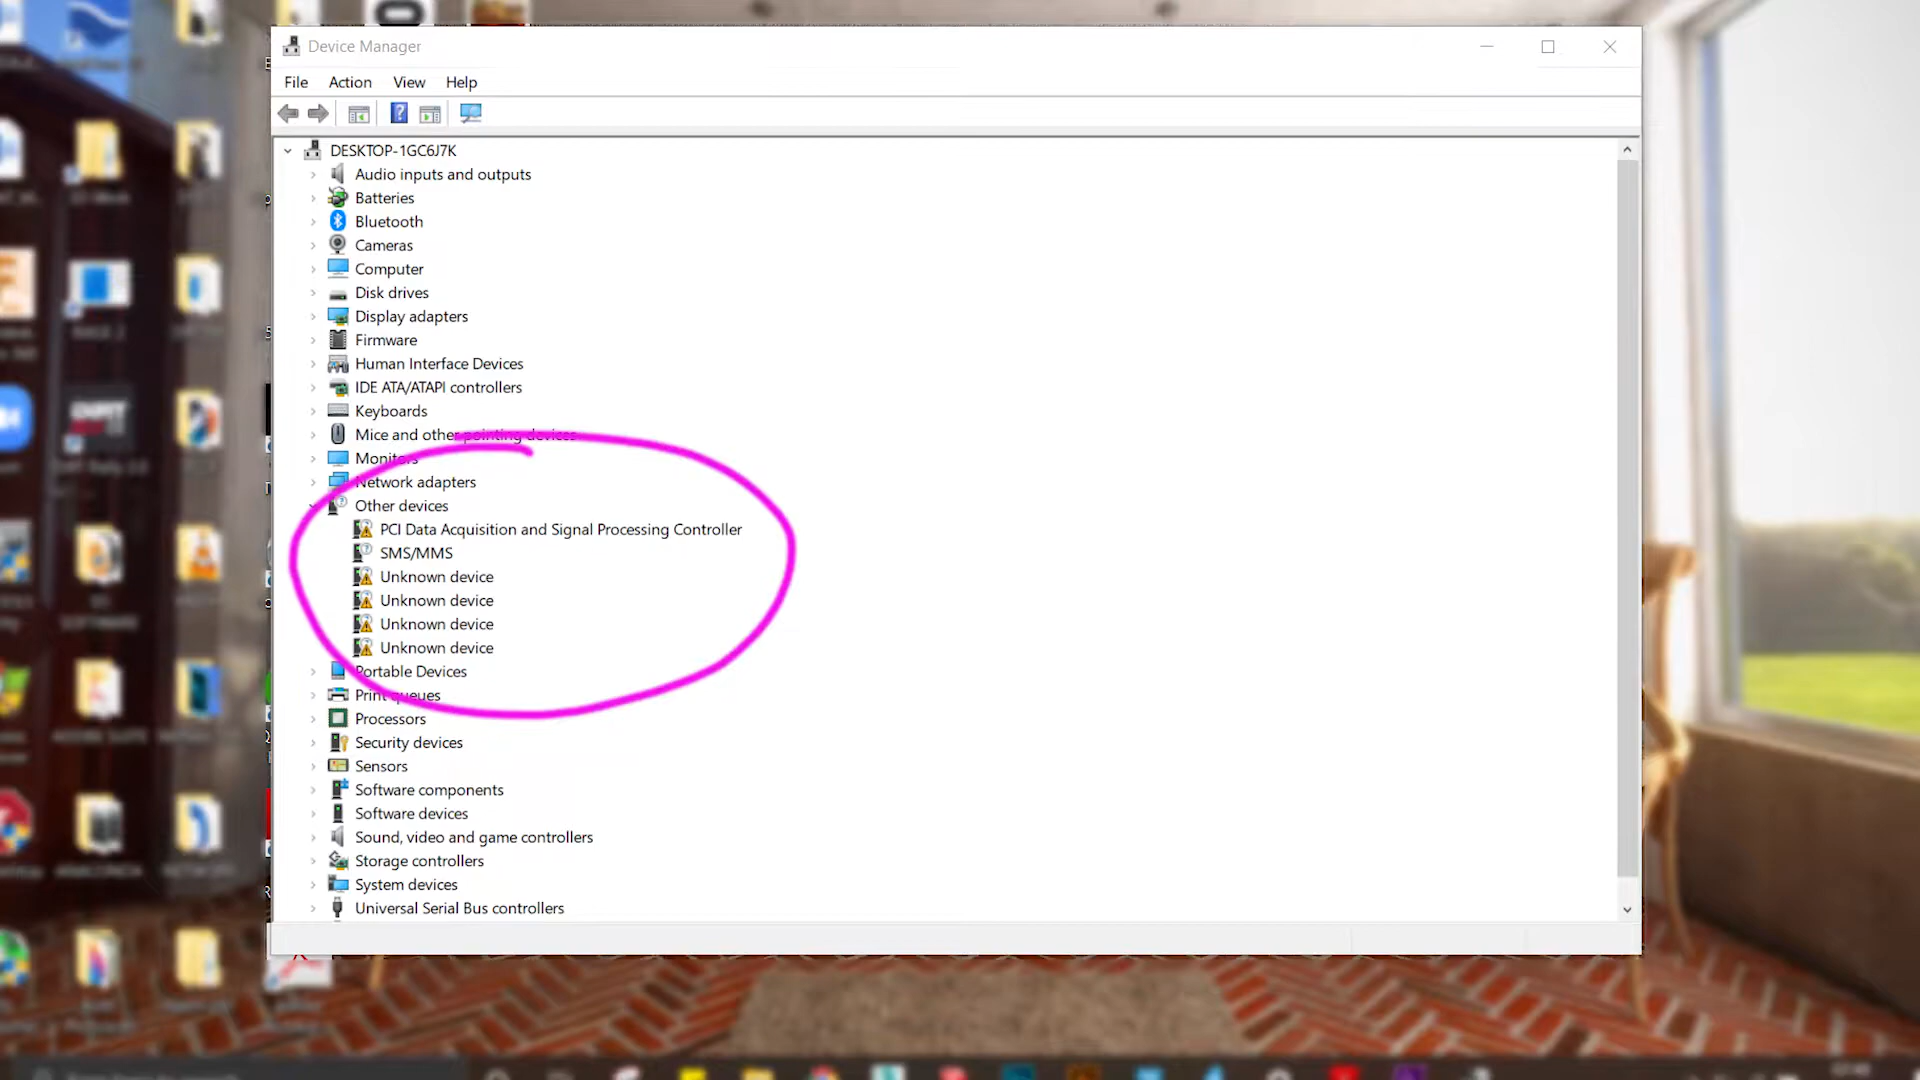 Device Manager
File Action View Help
DESKTOP-1GC6J7K
Audio inputs and outputs
Batteries
Bluetooth
Cameras
Computer
Disk drives
Display adapters
Firmware
Human Interface Devices
IDE ATA/ATAPI controllers
Keyboards
Mice and other pointing devices
Monitors
Network adapters
Other devices
PCI Data Acquisition and Signal Processing Controller
SMS/MMS
Unknown device
Unknown device
Unknown device
Unknown device
Portable Devices
Print queues
Processors
Security devices
Sensors
Software components
Software devices
Sound, video and game controllers
Storage controllers
System devices
Universal Serial Bus controllers